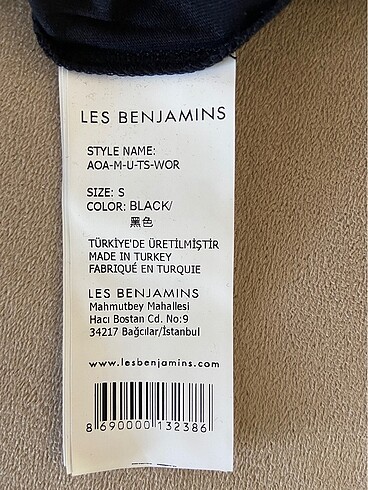 LES BENJAMINS
STYLE NAME:
AOA-M-U-TS-WOR
SIZE: S
COLOR: BLACK/
黑色
TÜRKİYE'DE ÜRETİLMİŞTİR
MADE IN TURKEY
FABRIQUÉ EN TURQUIE
LES BENJAMINS
Mahmutbey Mahallesi
Hacı Bostan Cd. No:9
34217 Bağcılar/İstanbul
www.lesbenjamins.com
8 690000 132386